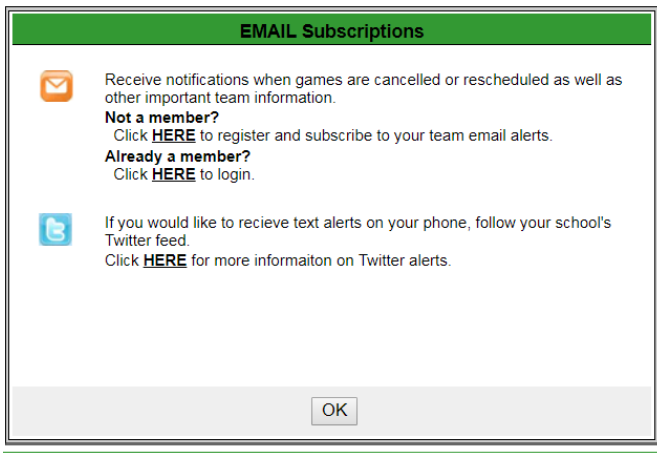 EMAIL Subscriptions
Receive notifications when games are cancelled or rescheduled as well as
other important team information.
Not a member?
Click HERE to register and subscribe to your team email alerts.
Already a member?
Click HERE to login.
If you would like to recieve text alerts on your phone, follow your school's
Twitter feed.
Click HERE for more informaiton on Twitter alerts.
OK